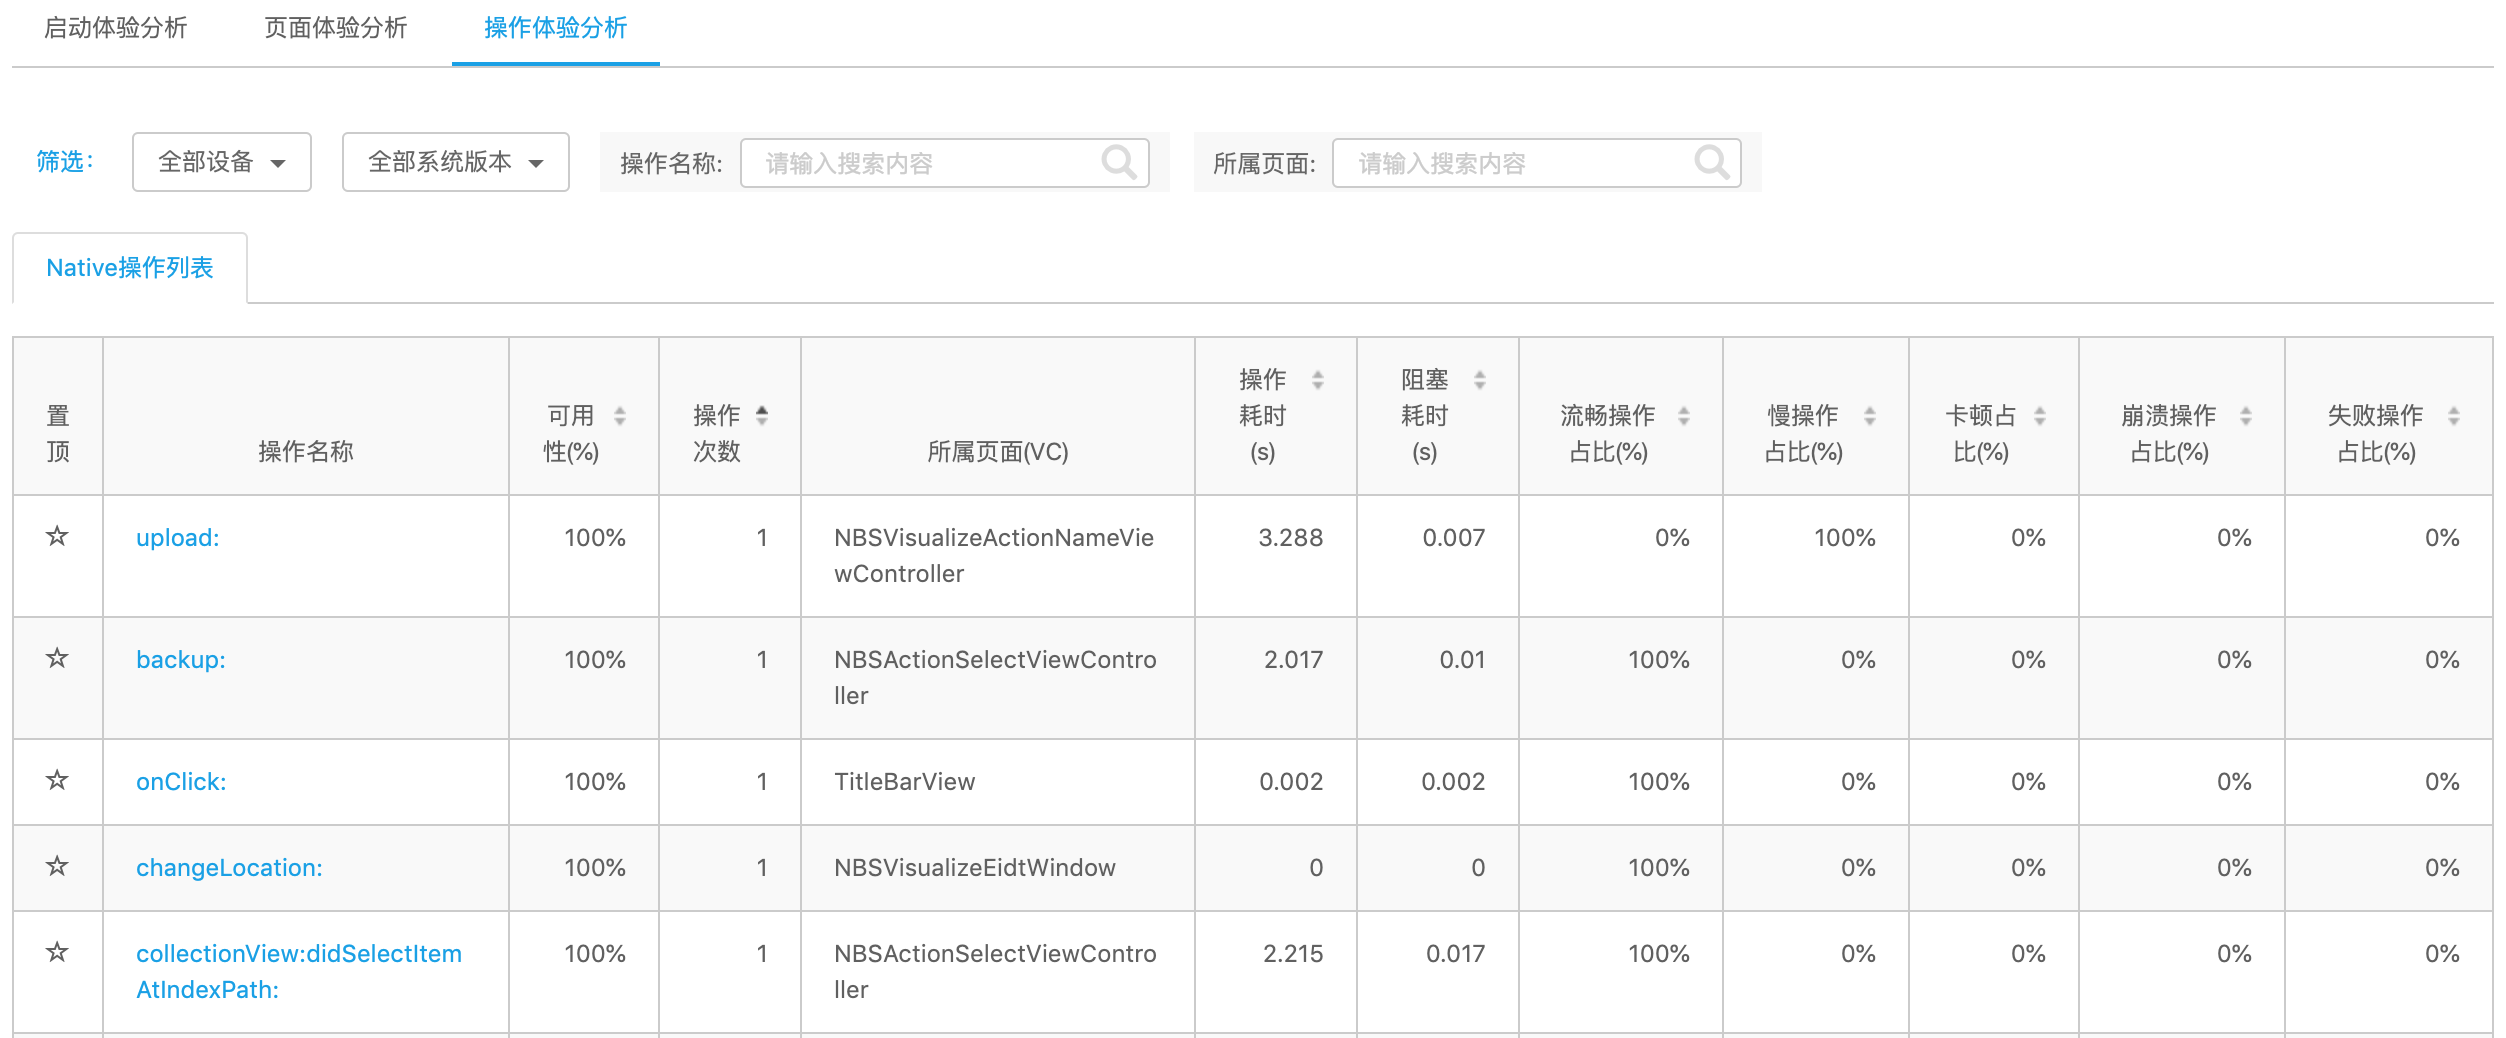 启动体验分析 页面体验分析 操作体验分析
筛选: 全部设备 全部系统版本 操作名称: 请输入搜索内容 所属页面: 请输入搜索内容
Native操作列表
置顶 操作名称 可用性(%) 操作次数 所属页面(VC) 操作耗时(s) 阻塞耗时(s) 流畅操作占比(%) 慢操作占比(%) 卡顿占比(%) 崩溃操作占比(%) 失败操作占比(%)
☆ upload: 100% 1 NBSVisualizeActionNameViewController 3.288 0.007 0% 100% 0% 0% 0%
☆ backup: 100% 1 NBSActionSelectViewController 2.017 0.01 100% 0% 0% 0% 0%
☆ onClick: 100% 1 TitleBarView 0.002 0.002 100% 0% 0% 0% 0%
☆ changeLocation: 100% 1 NBSVisualizeEidtWindow 0 0 100% 0% 0% 0% 0%
☆ collectionView:didSelectItemAtIndexPath: 100% 1 NBSActionSelectViewController 2.215 0.017 100% 0% 0% 0% 0%